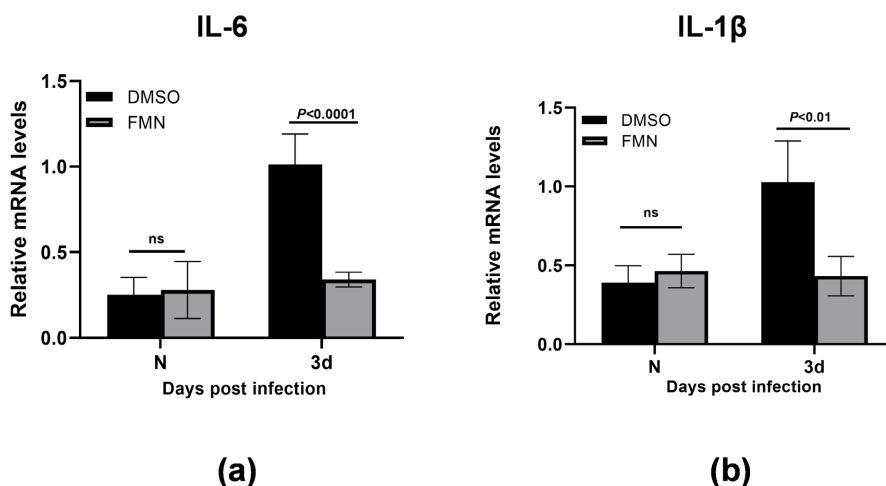 IL-6
1.5
1.0
0.5
0.0
Relative mRNA levels
DMSO
FMN
ns
P<0.0001
N
3d
Days post infection
(a)
IL-1β
1.5
1.0
0.5
0.0
Relative mRNA levels
DMSO
FMN
ns
P<0.01
N
3d
Days post infection
(b)